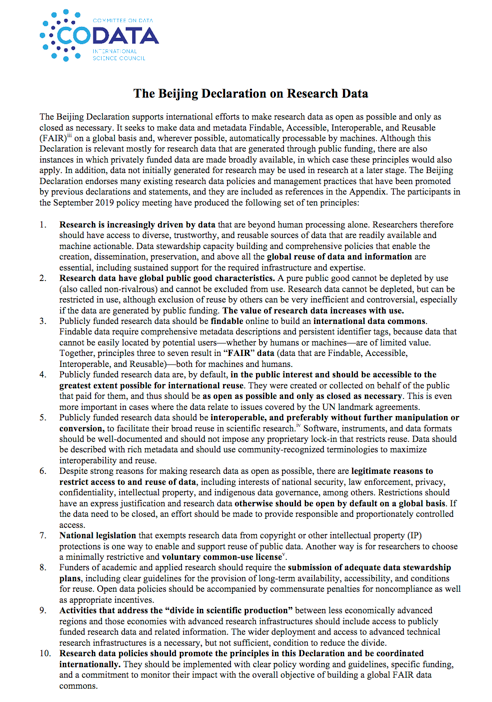 COMMITTEE ON DATA
CODATA
INTERNATIONAL
SCIENCE COUNCIL
The Beijing Declaration on Research Data
The Beijing Declaration supports international efforts to make research data as open as possible and only as
closed as necessary. It seeks to make data and metadata Findable, Accessible, Interoperable, and Reusable
(FAIR)iii on a global basis and, wherever possible, automatically processable by machines. Although this
Declaration is relevant mostly for research data that are generated through public funding, there are also
instances in which privately funded data are made broadly available, in which case these principles would also
apply. In addition, data not initially generated for research may be used in research at a later stage. The Beijing
Declaration endorses many existing research data policies and management practices that have been promoted
by previous declarations and statements, and they are included as references in the Appendix. The participants in
the September 2019 policy meeting have produced the following set of ten principles:
1. Research is increasingly driven by data that are beyond human processing alone. Researchers therefore
should have access to diverse, trustworthy, and reusable sources of data that are readily available and
machine actionable. Data stewardship capacity building and comprehensive policies that enable the
creation, dissemination, preservation, and above all the global reuse of data and information are
essential, including sustained support for the required infrastructure and expertise.
2. Research data have global public good characteristics. A pure public good cannot be depleted by use
(also called non-rivalrous) and cannot be excluded from use. Research data cannot be depleted, but can be
restricted in use, although exclusion of reuse by others can be very inefficient and controversial, especially
if the data are generated by public funding. The value of research data increases with use.
3. Publicly funded research data should be findable online to build an international data commons.
Findable data require comprehensive metadata descriptions and persistent identifier tags, because data that
cannot be easily located by potential users—whether by humans or machines—are of limited value.
Together, principles three to seven result in “FAIR” data (data that are Findable, Accessible,
Interoperable, and Reusable)—both for machines and humans.
4. Publicly funded research data are, by default, in the public interest and should be accessible to the
greatest extent possible for international reuse. They were created or collected on behalf of the public
that paid for them, and thus should be as open as possible and only as closed as necessary. This is even
more important in cases where the data relate to issues covered by the UN landmark agreements.
5. Publicly funded research data should be interoperable, and preferably without further manipulation or
conversion, to facilitate their broad reuse in scientific research.iv Software, instruments, and data formats
should be well-documented and should not impose any proprietary lock-in that restricts reuse. Data should
be described with rich metadata and should use community-recognized terminologies to maximize
interoperability and reuse.
6. Despite strong reasons for making research data as open as possible, there are legitimate reasons to
restrict access to and reuse of data, including interests of national security, law enforcement, privacy,
confidentiality, intellectual property, and indigenous data governance, among others. Restrictions should
have an express justification and research data otherwise should be open by default on a global basis. If
the data need to be closed, an effort should be made to provide responsible and proportionately controlled
access.
7. National legislation that exempts research data from copyright or other intellectual property (IP)
protections is one way to enable and support reuse of public data. Another way is for researchers to choose
a minimally restrictive and voluntary common-use licensev.
8. Funders of academic and applied research should require the submission of adequate data stewardship
plans, including clear guidelines for the provision of long-term availability, accessibility, and conditions
for reuse. Open data policies should be accompanied by commensurate penalties for noncompliance as well
as appropriate incentives.
9. Activities that address the “divide in scientific production” between less economically advanced
regions and those economies with advanced research infrastructures should include access to publicly
funded research data and related information. The wider deployment and access to advanced technical
research infrastructures is a necessary, but not sufficient, condition to reduce the divide.
10. Research data policies should promote the principles in this Declaration and be coordinated
internationally. They should be implemented with clear policy wording and guidelines, specific funding,
and a commitment to monitor their impact with the overall objective of building a global FAIR data
commons.